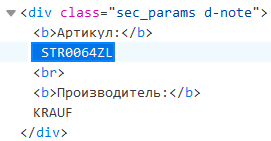 <div class="sec_params d-note">
<b>Артикул:</b>
STR0064ZL
<br>
<b>Производитель:</b>
KRAUF
</div>